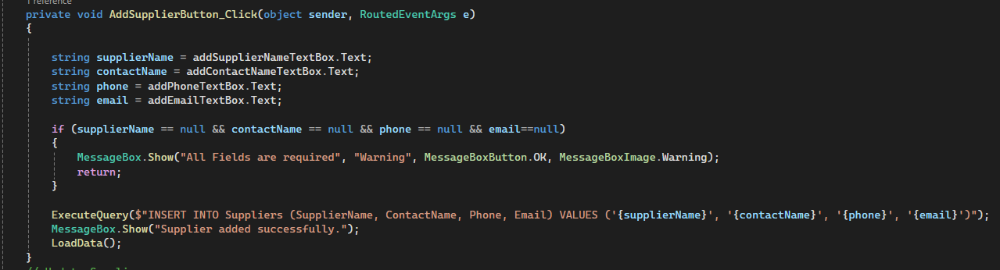 1 reference
private void AddSupplierButton_Click(object sender, RoutedEventArgs e)
{
string supplierName = addSupplierNameTextBox.Text;
string contactName = addContactNameTextBox.Text;
string phone = addPhoneTextBox.Text;
string email = addEmailTextBox.Text;
if (supplierName == null && contactName == null && phone == null && email==null)
{
MessageBox.Show("All Fields are required", "Warning", MessageBoxButton.OK, MessageBoxImage.Warning);
return;
}
ExecuteQuery($"INSERT INTO Suppliers (SupplierName, ContactName, Phone, Email) VALUES ('{supplierName}', '{contactName}', '{phone}', '{email}')");
MessageBox.Show("Supplier added successfully.");
LoadData();
}